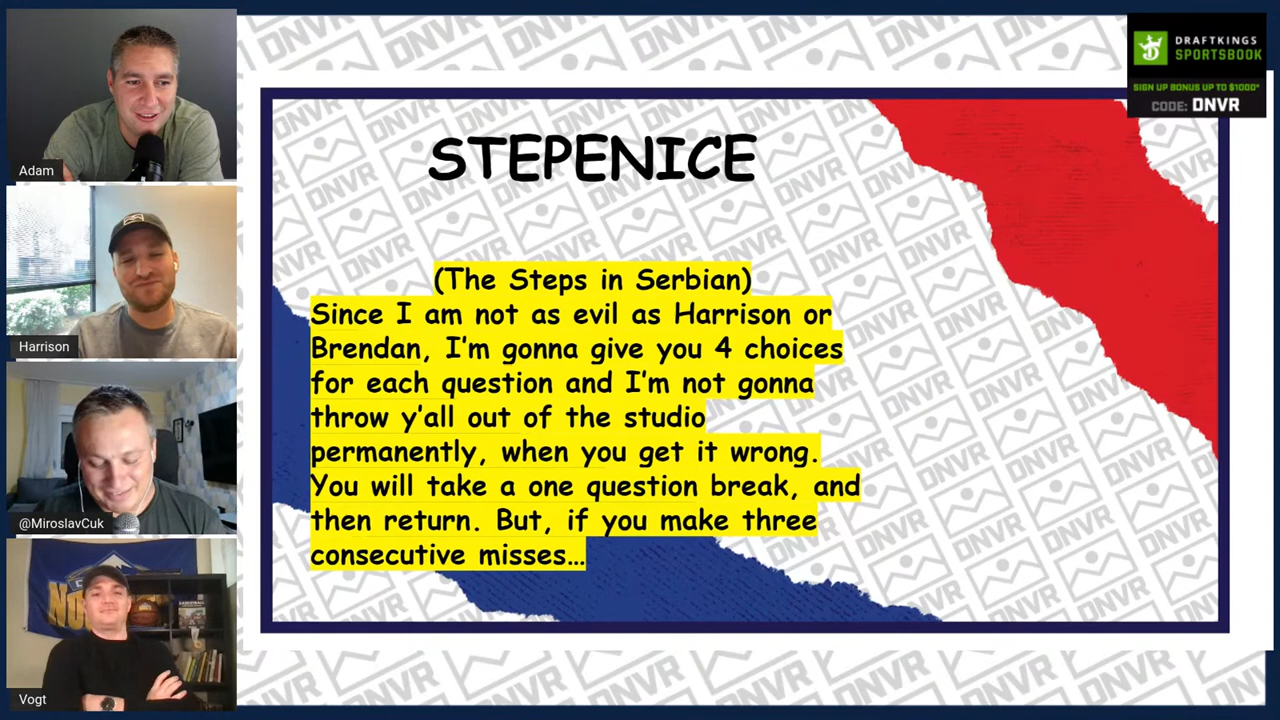 Adam
Harrison
@MiroslavCuk
Vogt
STEPENICE
(The Steps in Serbian)
Since I am not as evil as Harrison or
Brendan, I'm gonna give you 4 choices
for each question and I'm not gonna
throw y'all out of the studio
permanently, when you get it wrong.
You will take a one question break, and
then return. But, if you make three
consecutive misses...
DRAFTKINGS
SPORTSBOOK
SIGN UP BONUS UP TO $1000*
CODE: DNVR
DNVR